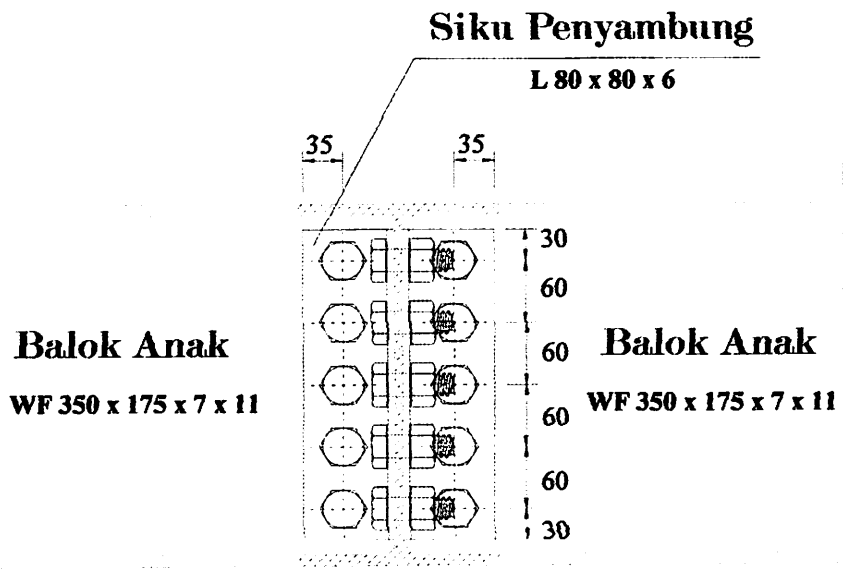 Siku Penyambung
L 80 x 80 x 6
35 35
30
60
60
Balok Anak
WF 350 x 175 x 7 x 11
Balok Anak
WF 350 x 175 x 7 x 11
60
60
30